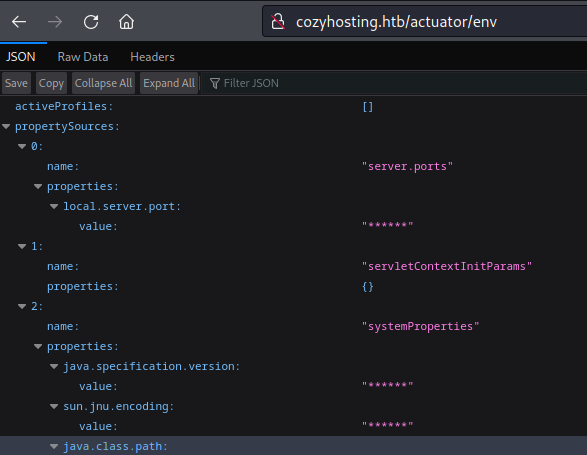 cozyhosting.htb/actuator/env
JSON Raw Data Headers
Save Copy Collapse All Expand All Filter JSON
activeProfiles: []
propertySources:
0:
name: "server.ports"
properties:
local.server.port:
value: "******"
1:
name: "servletContextInitParams"
properties: {}
2:
name: "systemProperties"
properties:
java.specification.version:
value: "******"
sun.jnu.encoding:
value: "******"
java.class.path: